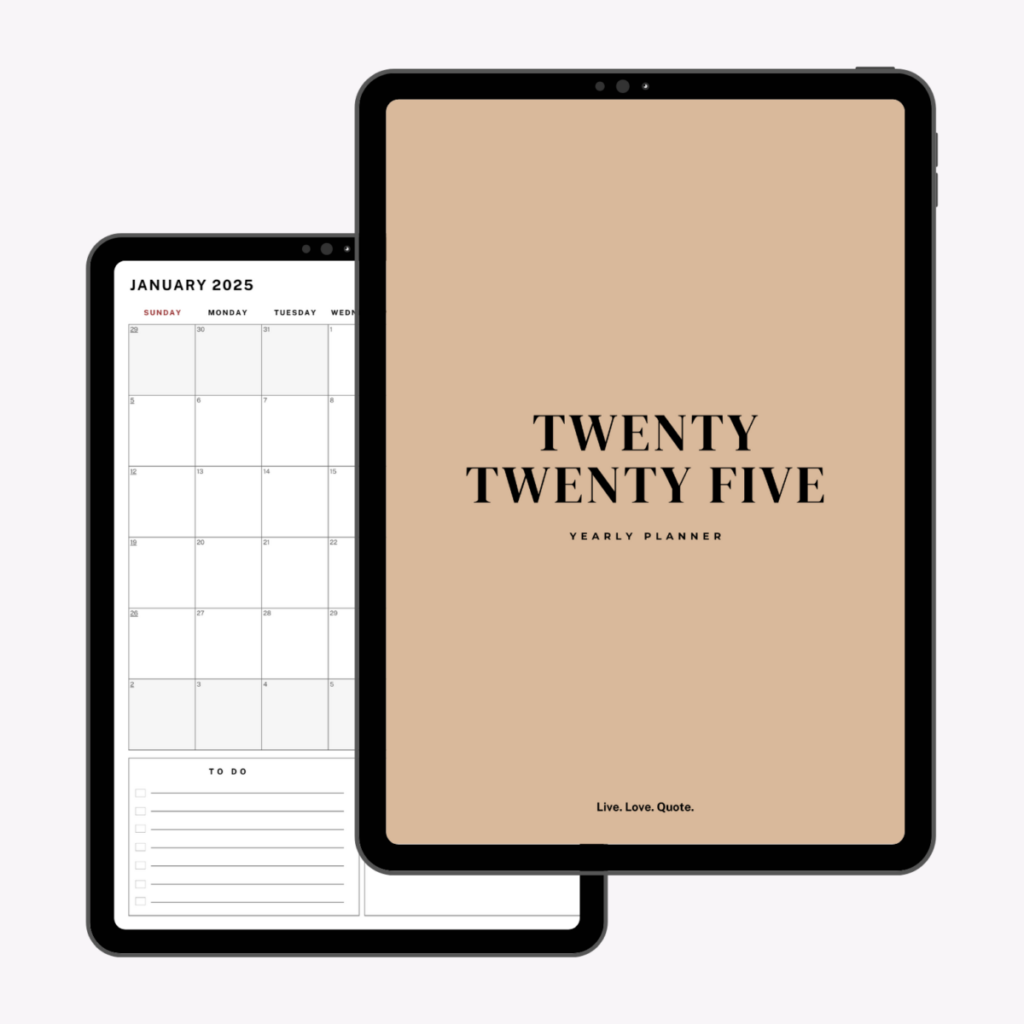 TWENTY
TWENTY FIVE
YEARLY PLANNER
Live. Love. Quote.
JANUARY 2025
SUNDAY MONDAY TUESDAY WEDN
29 30 31 1
5 6 7 8
12 13 14 15
19 20 21 22
26 27 28 29
2 3 4 5
TO DO